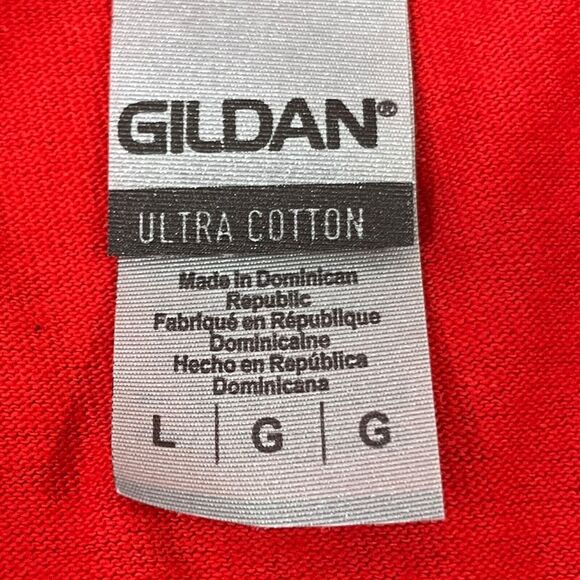 GILDAN®
ULTRA COTTON
Made in Dominican
Republic
Fabriqué en République
Dominicaine
Hecho en República
Dominicana
L | G | G